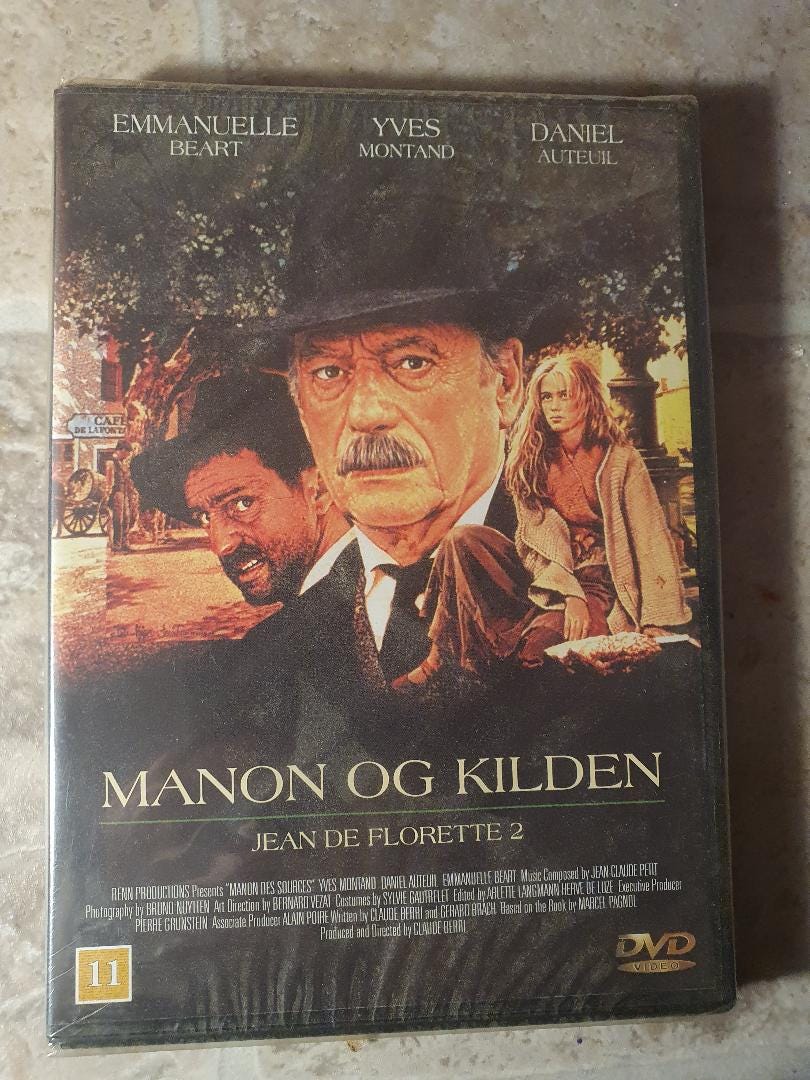 EMMANUELLE YVES DANIEL
BEART MONTAND AUTEUIL
CAFE
DE LA FONT
MANON OG KILDEN
JEAN DE FLORETTE 2
RENN PRODUCTIONS Presents "MANON DES SOURCES" YVES MONTAND DANIEL AUTEUIL EMMANUELLE BEART Music Composed by JEAN CLAUDE PETIT
Photography by BRUNO NUYTTEN Art Direction by BERNARD VEZAT Costumes by SYLVIE GAUTRELET Edited by ARLETTE LANGMANN HERVE DE LUZE Executive Producer
PIERRE GRUNSTEIN Associate Producer ALAIN POIRE Written by CLAUDE BERRI and GERARD BRACH Based on the Book by MARCEL PAGNOL
Produced and Directed by CLAUDE BERRI
11
DVD
VIDEO